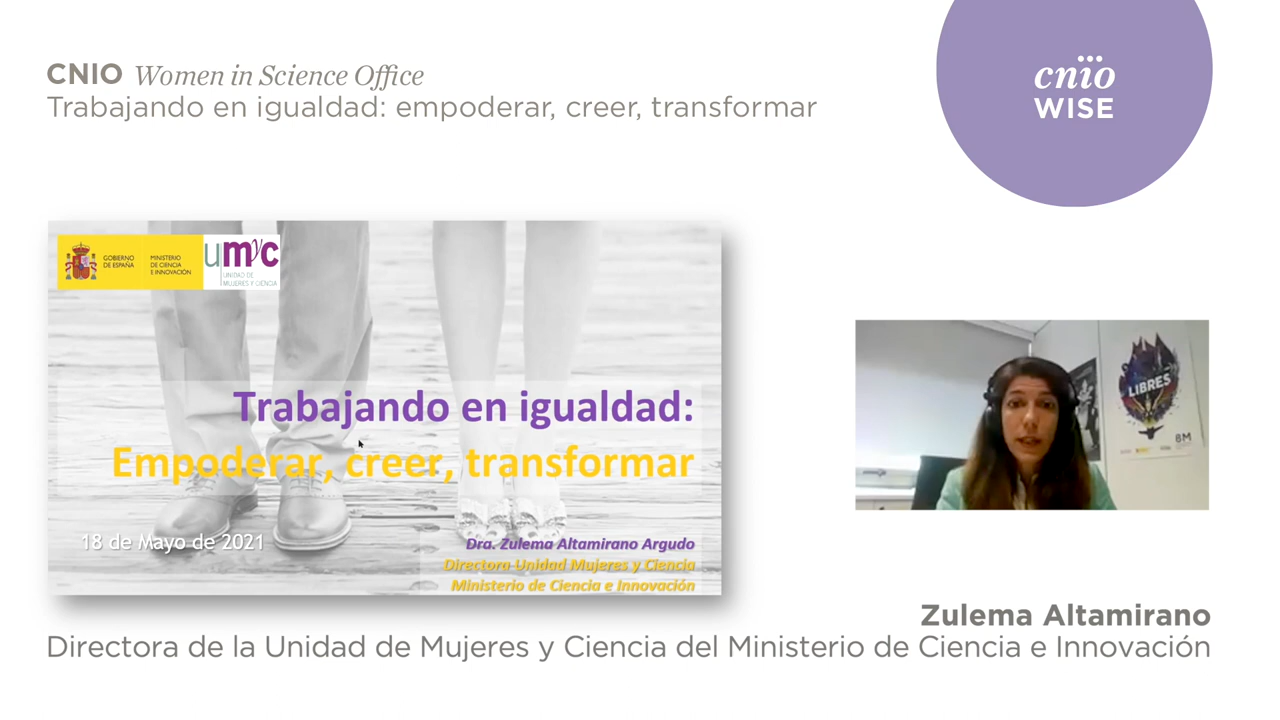 CNIO Women in Science Office
Trabajando en igualdad: empoderar, creer, transformar
cnio
WISE
GOBIERNO
DE ESPAÑA
MINISTERIO
DE CIENCIA
E INNOVACIÓN
umyc
UNIDAD DE
MUJERES Y CIENCIA
Trabajando en igualdad:
Empoderar, creer, transformar
18 de Mayo de 2021
Dra. Zulema Altamirano Argudo
Directora Unidad Mujeres y Ciencia
Ministerio de Ciencia e Innovación
LIBRES
8M
Zulema Altamirano
Directora de la Unidad de Mujeres y Ciencia del Ministerio de Ciencia e Innovación